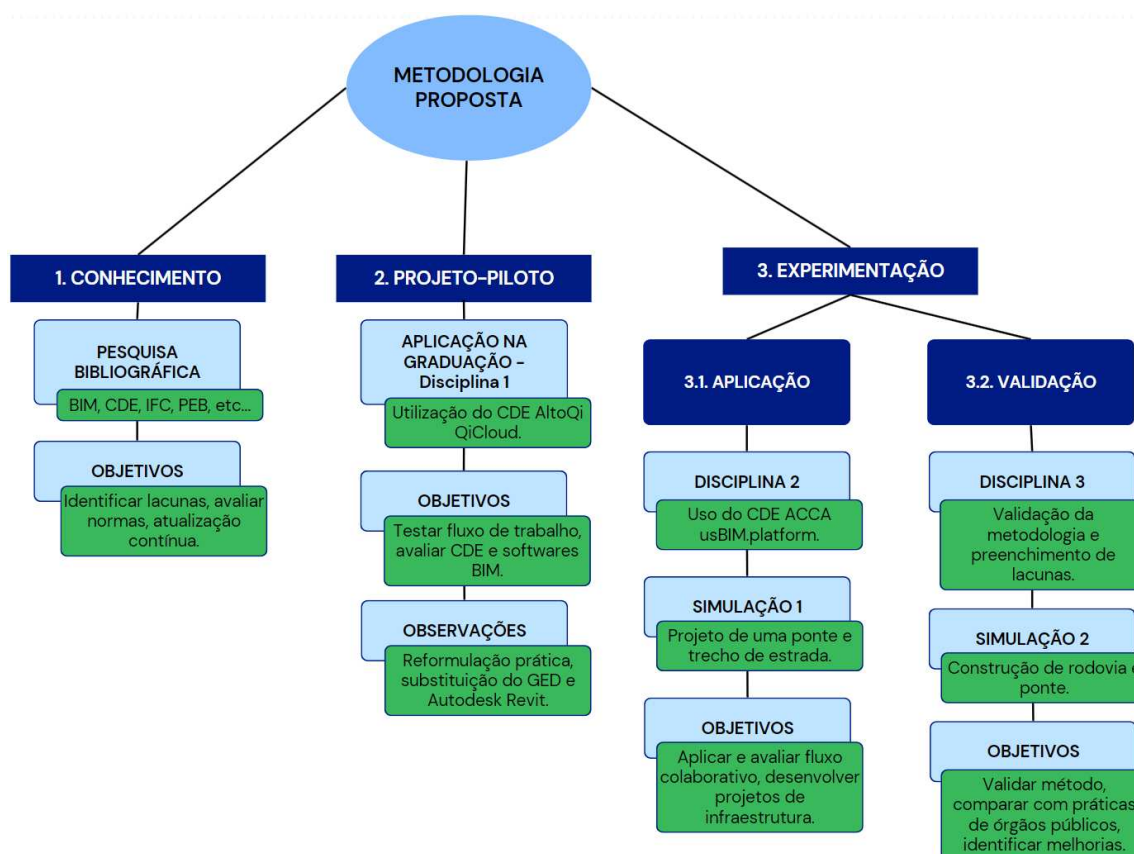 METODOLOGIA
PROPOSTA
1. CONHECIMENTO
PESQUISA
BIBLIOGRÁFICA
BIM, CDE, IFC, PEB, etc...
OBJETIVOS
Identificar lacunas, avaliar
normas, atualização
contínua.
2. PROJETO-PILOTO
APLICAÇÃO NA
GRADUAÇÃO -
Disciplina 1
Utilização do CDE AltoQi
QiCloud.
OBJETIVOS
Testar fluxo de trabalho,
avaliar CDE e softwares
BIM.
OBSERVAÇÕES
Reformulação prática,
substituição do GED e
Autodesk Revit.
3. EXPERIMENTAÇÃO
3.1. APLICAÇÃO
DISCIPLINA 2
Uso do CDE ACCA
usBIM.platform.
SIMULAÇÃO 1
Projeto de uma ponte e
trecho de estrada.
OBJETIVOS
Aplicar e avaliar fluxo
colaborativo, desenvolver
projetos de
infraestrutura.
3.2. VALIDAÇÃO
DISCIPLINA 3
Validação da
metodologia e
preenchimento de
lacunas.
SIMULAÇÃO 2
Construção de rodovia e
ponte.
OBJETIVOS
Validar método,
comparar com práticas
de órgãos públicos,
identificar melhorias.